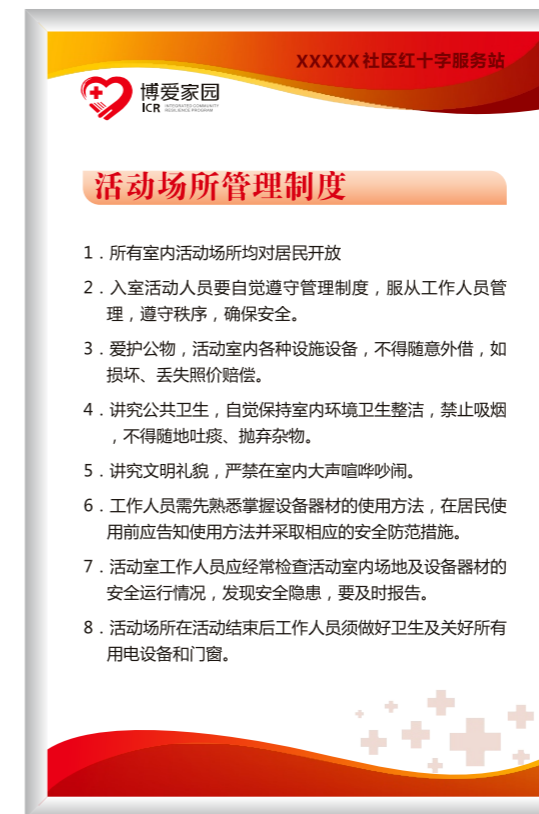 XXXXX社区红十字服务站
博爱家园
ICR INTEGRATED COMMUNITY
RESILIENCE PROGRAM
活动场所管理制度
1．所有室内活动场所均对居民开放
2．入室活动人员要自觉遵守管理制度，服从工作人员管
理，遵守秩序，确保安全。
3．爱护公物，活动室内各种设施设备，不得随意外借，如
损坏、丢失照价赔偿。
4．讲究公共卫生，自觉保持室内环境卫生整洁，禁止吸烟
，不得随地吐痰、抛弃杂物。
5．讲究文明礼貌，严禁在室内大声喧哗吵闹。
6．工作人员需先熟悉掌握设备器材的使用方法，在居民使
用前应告知使用方法并采取相应的安全防范措施。
7．活动室工作人员应经常检查活动室内场地及设备器材的
安全运行情况，发现安全隐患，要及时报告。
8．活动场所在活动结束后工作人员须做好卫生及关好所有
用电设备和门窗。